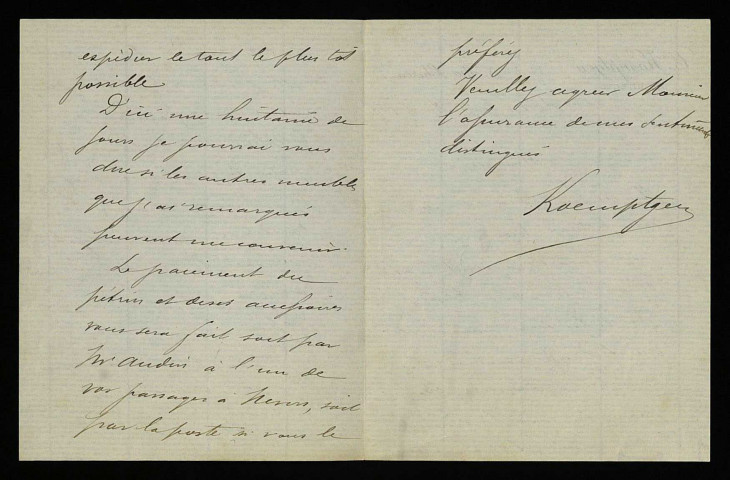 expédier le tout le plus tôt
possible
D'ici une huitaine de
jours je pourrai vous
dire si les autres meubles
que j'ai remarqués
peuvent me convenir.
Le paiement du
pétrin et de ses accessoires
vous sera fait soit par
Mr Audin à l'un de
vos passages à Nevers, soit
par la poste si vous le
préférez
Veuillez agréer Monsieur
l'assurance de mes sentiments
distingués
Koemptgen